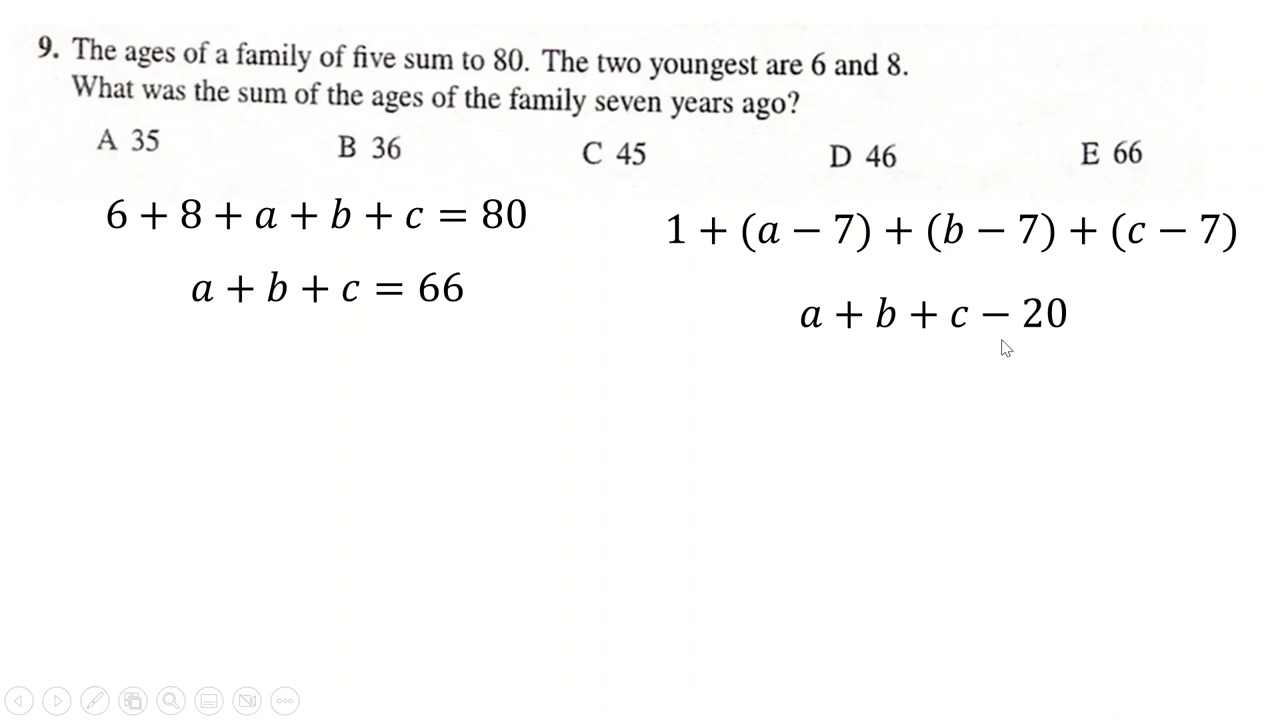 9. The ages of a family of five sum to 80. The two youngest are 6 and 8.
What was the sum of the ages of the family seven years ago?
A 35 B 36 C 45 D 46 E 66
6 + 8 + a + b + c = 80
1 + (a − 7) + (b − 7) + (c − 7)
a + b + c = 66
a + b + c − 20